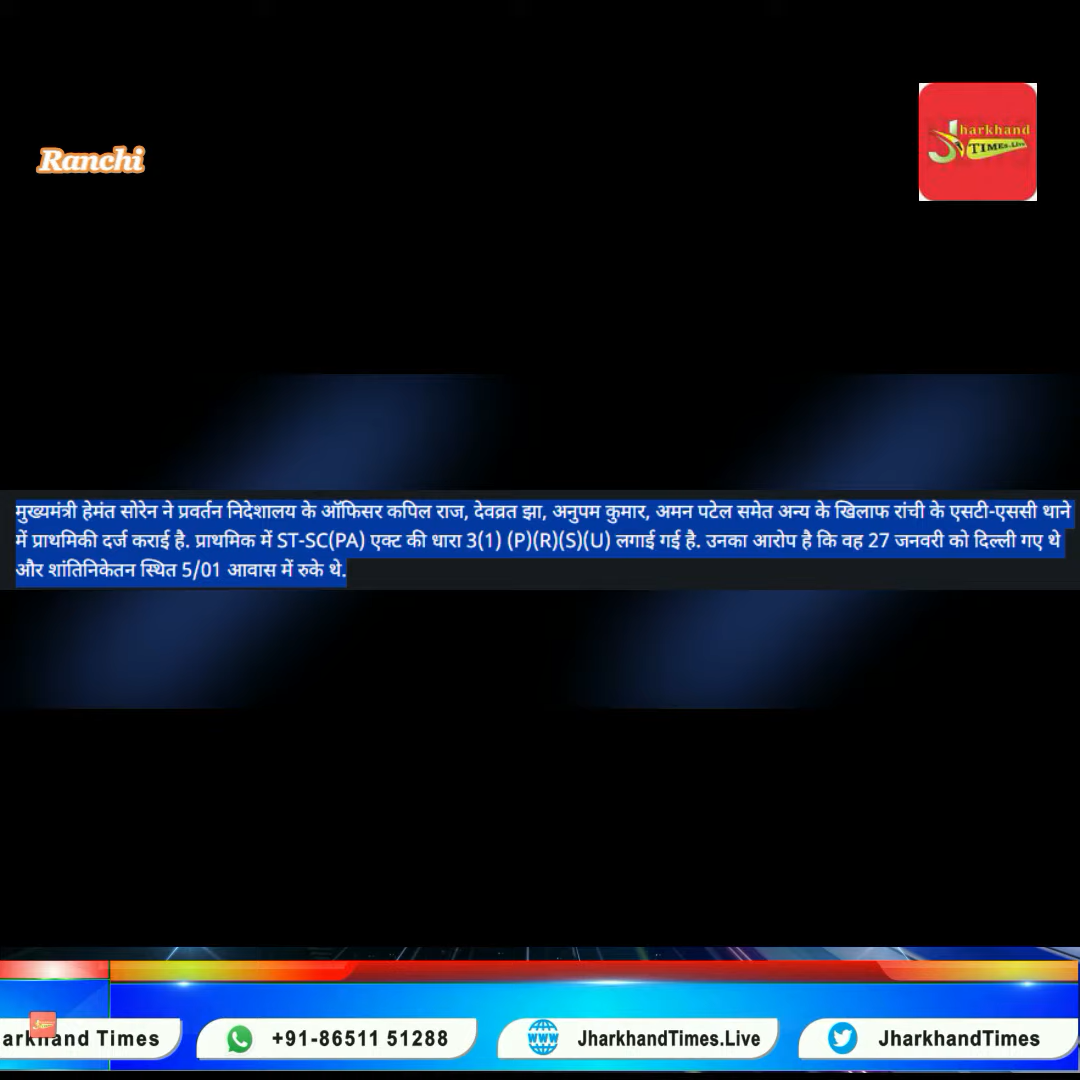 Ranchi
Jharkhand
TIMEs.Live
मुख्यमंत्री हेमंत सोरेन ने प्रवर्तन निदेशालय के ऑफिसर कपिल राज, देवव्रत झा, अनुपम कुमार, अमन पटेल समेत अन्य के खिलाफ रांची के एसटी-एससी थाने
में प्राथमिकी दर्ज कराई है. प्राथमिक में ST-SC(PA) एक्ट की धारा 3(1) (P)(R)(S)(U) लगाई गई है. उनका आरोप है कि वह 27 जनवरी को दिल्ली गए थे
और शांतिनिकेतन स्थित 5/01 आवास में रुके थे.
arkhand Times +91-86511 51288 JharkhandTimes.Live JharkhandTimes